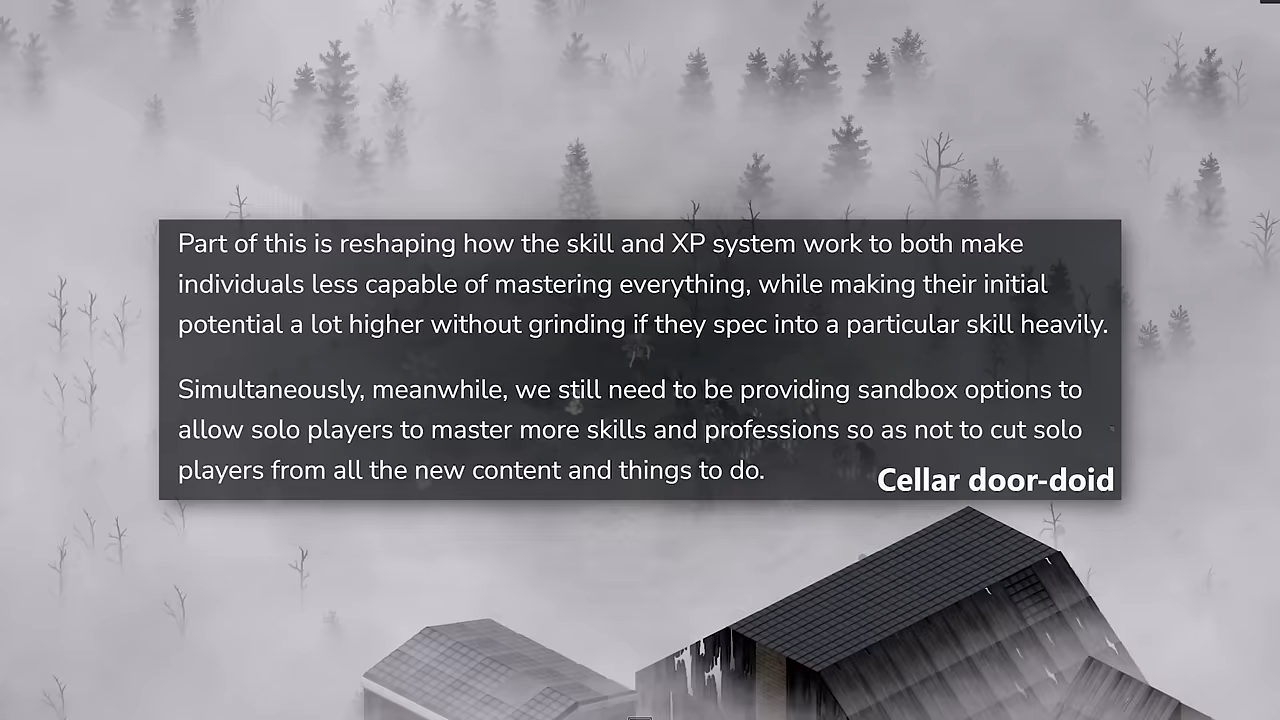 Part of this is reshaping how the skill and XP system work to both make
individuals less capable of mastering everything, while making their initial
potential a lot higher without grinding if they spec into a particular skill heavily.
Simultaneously, meanwhile, we still need to be providing sandbox options to
allow solo players to master more skills and professions so as not to cut solo
players from all the new content and things to do.
Cellar door-doid